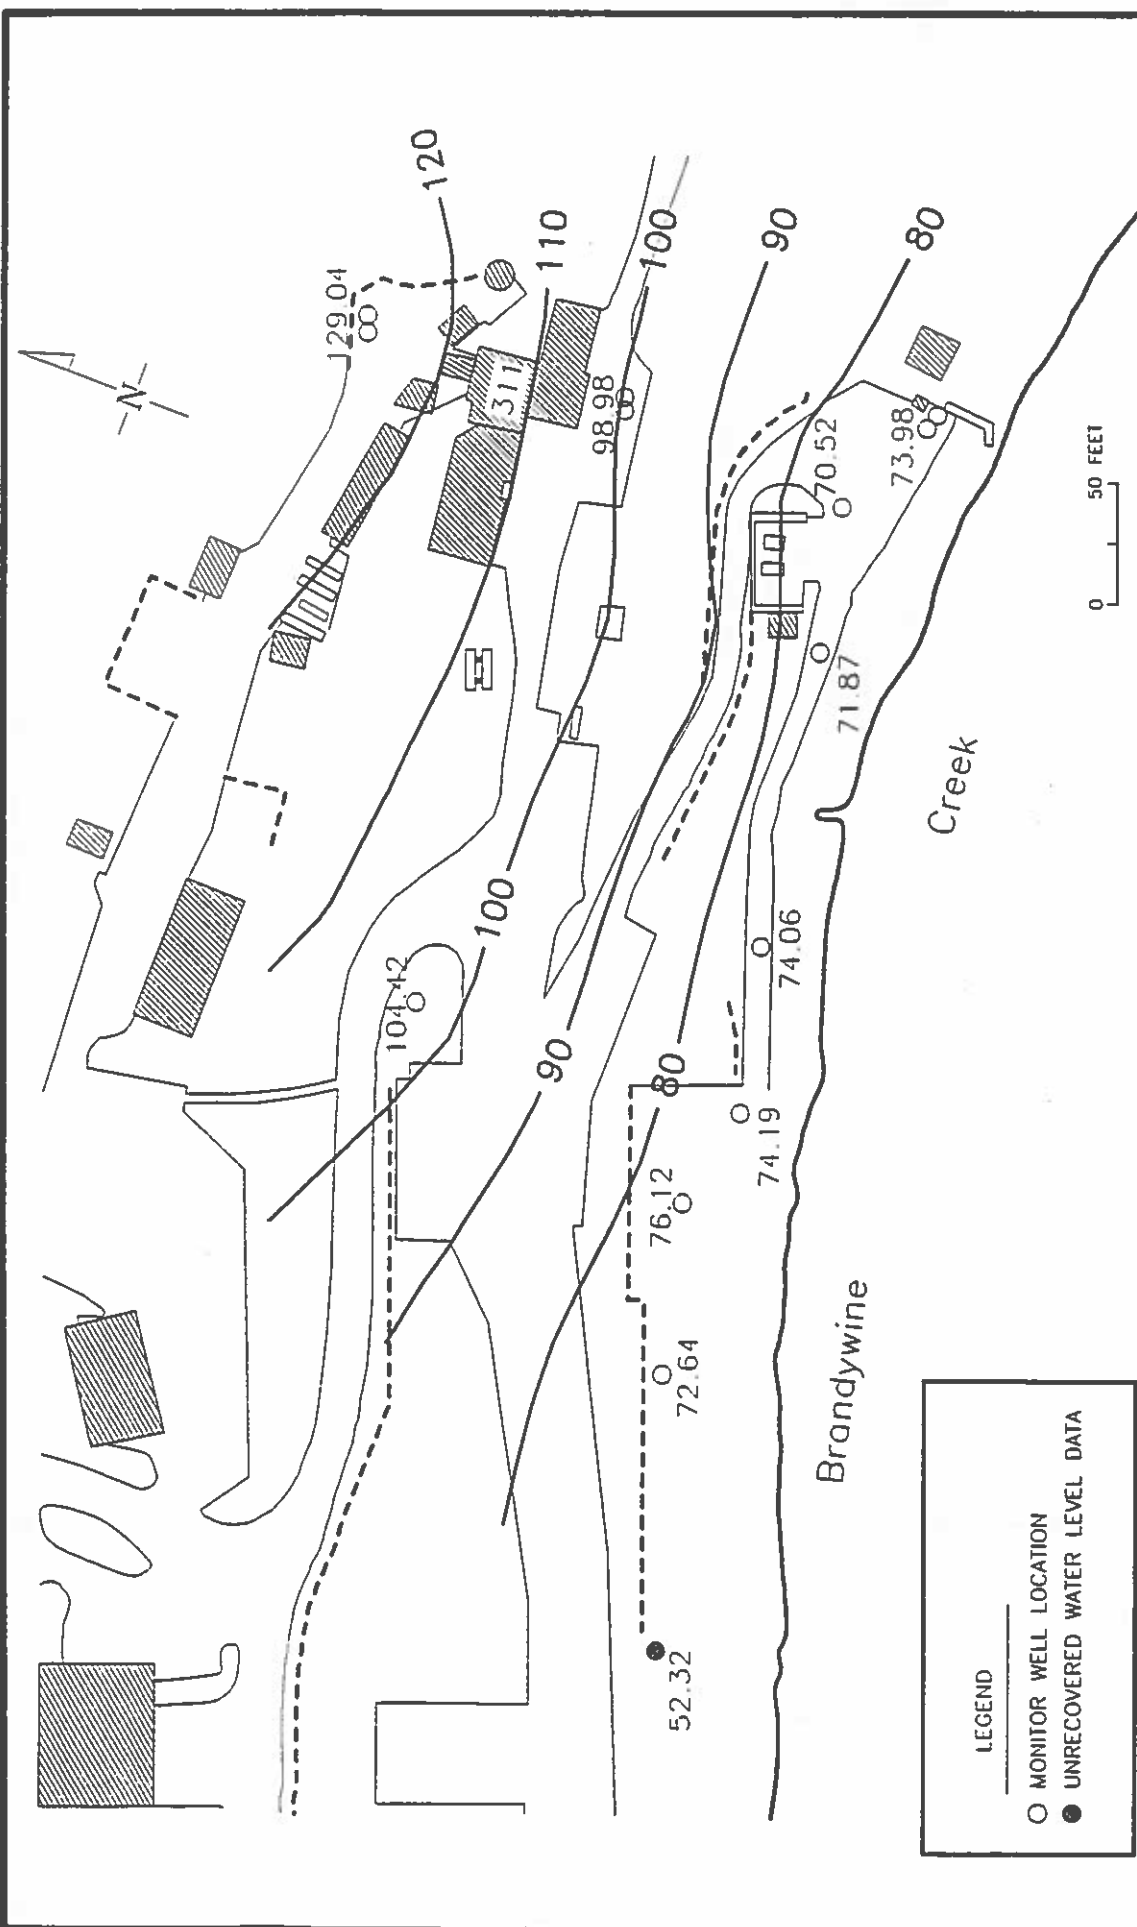 N
129.04
120
110
311
98.98
100
90
80
70.52
73.98
71.87
104.42
100
90
80
74.06
74.19
76.12
72.64
52.32
Brandywine
Creek
0 50 FEET
LEGEND
MONITOR WELL LOCATION
UNRECOVERED WATER LEVEL DATA